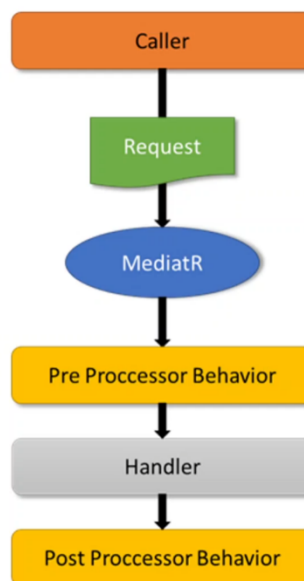 Caller
Request
MediatR
Pre Proccessor Behavior
Handler
Post Proccessor Behavior